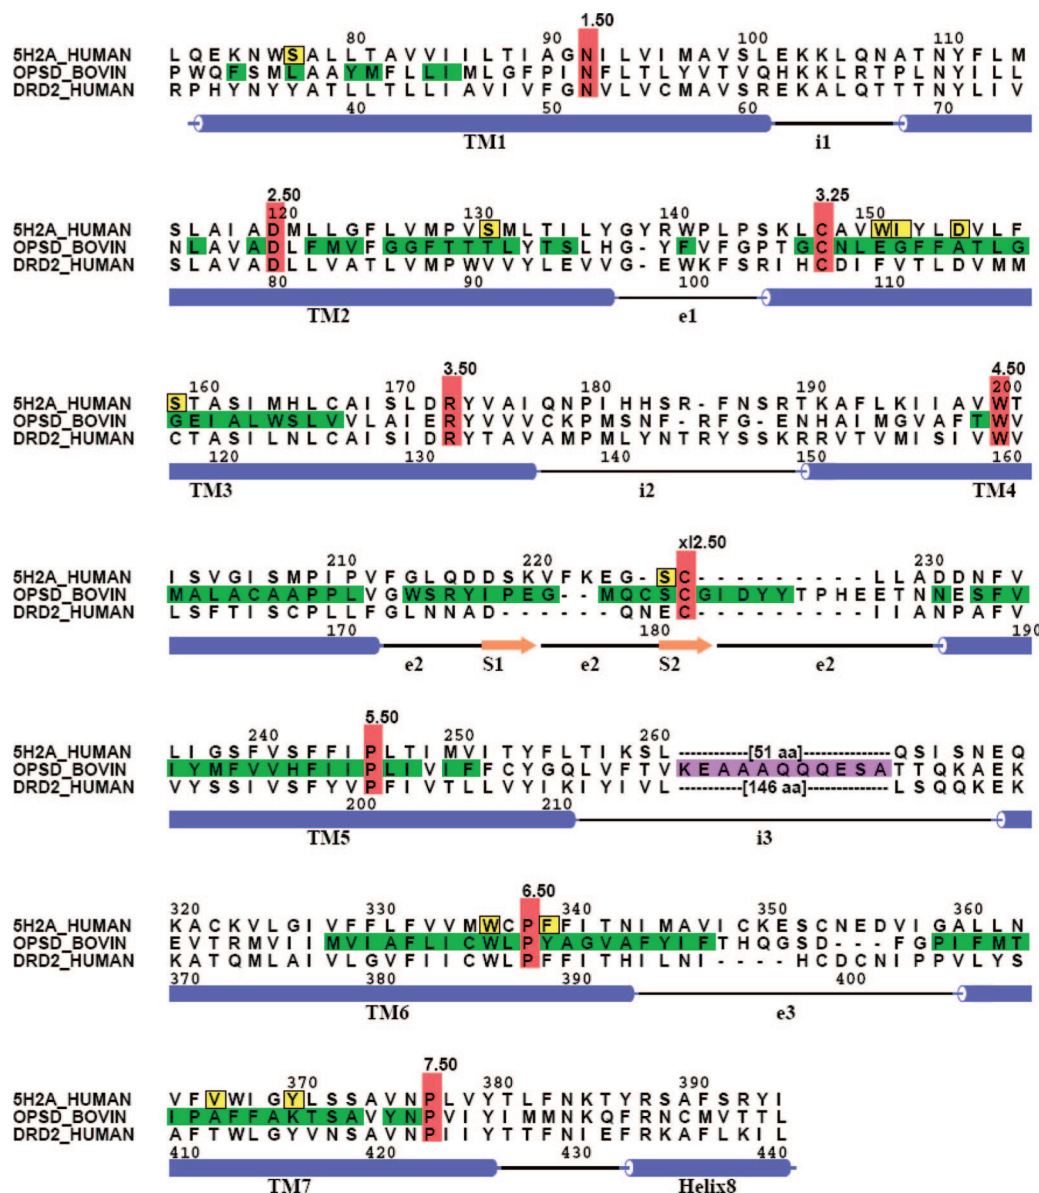 1.50
80 90 100 110
5H2A_HUMAN L Q E K N W S A L L T A V V I I L T I A G N I L V I M A V S L E K K L Q N A T N Y F L M
OPSD_BOVIN P W Q F S M L A A Y M F L L I M L G F P I N F L T L Y V T V Q H K K L R T P L N Y I L L
DRD2_HUMAN R P H Y N Y Y A T L L T L L I A V I V F G N V L V C M A V S R E K A L Q T T T N Y L I V
40 50 60 70
TM1 i1
2.50 3.25
120 130 140 150
5H2A_HUMAN S L A I A D M L L G F L V M P V S M L T I L Y G Y R W P L P S K L C A V W I Y L D V L F
OPSD_BOVIN N L A V A D L F M V F G G F T T T L Y T S L H G - Y F V F G P T G C N L E G F F A T L G
DRD2_HUMAN S L A V A D L L V A T L V M P W V V Y L E V V G - E W K F S R I H C D I F V T L D V M M
80 90 100 110
TM2 e1
3.50 4.50
160 170 180 190 200
5H2A_HUMAN S T A S I M H L C A I S L D R Y V A I Q N P I H H S R - F N S R T K A F L K I I A V W T
OPSD_BOVIN G E I A L W S L V V L A I E R Y V V V C K P M S N F - R F G - E N H A I M G V A F T W V
DRD2_HUMAN C T A S I L N L C A I S I D R Y T A V A M P M L Y N T R Y S S K R R V T V M I S I V W V
120 130 140 150 160
TM3 i2 TM4
xl2.50
210 220 230
5H2A_HUMAN I S V G I S M P I P V F G L Q D D S K V F K E G - S C - - - - - - - - - L L A D D N F V
OPSD_BOVIN M A L A C A A P P L V G W S R Y I P E G - - M Q C S C G I D Y Y T P H E E T N N E S F V
DRD2_HUMAN L S F T I S C P L L F G L N N A D - - - - - - - Q N E C - - - - - - - - - I I A N P A F V
170 180 190
e2 S1 e2 S2 e2
5.50
240 250 260
5H2A_HUMAN L I G S F V S F F I P L T I M V I T Y F L T I K S L ----------[51 aa]----------- Q S I S N E Q
OPSD_BOVIN I Y M F V V H F I I P L I V I F F C Y G Q L V F T V K E A A A Q Q Q E S A T T Q K A E K
DRD2_HUMAN V Y S S I V S F Y V P F I V T L L V Y I K I Y I V L ----------[146 aa]---------- L S Q Q K E K
200 210
TM5 i3
6.50
320 330 340 350 360
5H2A_HUMAN K A C K V L G I V F F L F V V M W C P F F I T N I M A V I C K E S C N E D V I G A L L N
OPSD_BOVIN E V T R M V I I M V I A F L I C W L P Y A G V A F Y I F T H Q G S D - - - F G P I F M T
DRD2_HUMAN K A T Q M L A I V L G V F I I C W L P F F I T H I L N I - - - - H C D C N I P P V L Y S
370 380 390 400
TM6 e3
7.50
370 380 390
5H2A_HUMAN V F V W I G Y L S S A V N P L V Y T L F N K T Y R S A F S R Y I
OPSD_BOVIN I P A F F A K T S A V Y N P V I Y I M M N K Q F R N C M V T T L
DRD2_HUMAN A F T W L G Y V N S A V N P I I Y T T F N I E F R K A F L K I L
410 420 430 440
TM7 Helix8